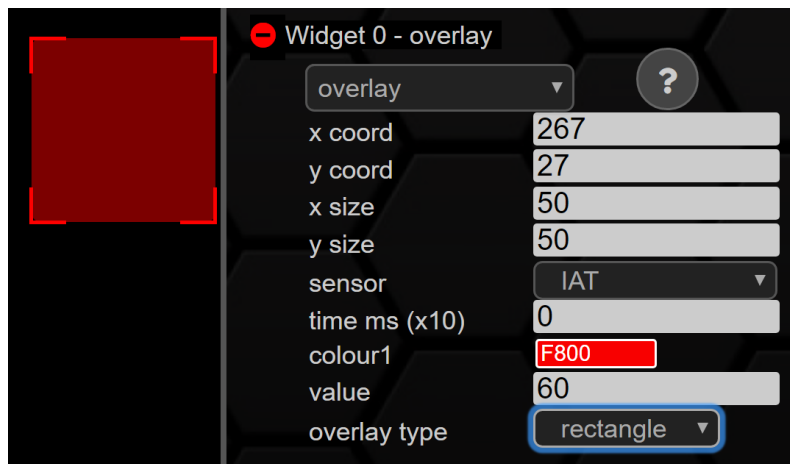 Widget 0 - overlay
overlay ?
x coord 267
y coord 27
x size 50
y size 50
sensor IAT
time ms (x10) 0
colour1 F800
value 60
overlay type rectangle